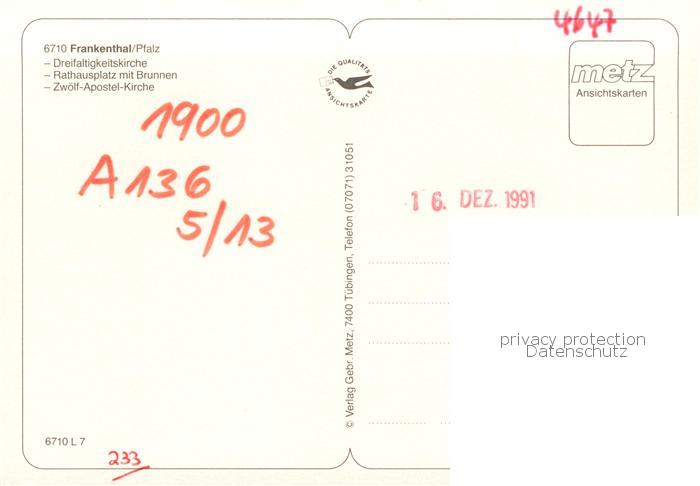 4647
6710 Frankenthal/Pfalz
– Dreifaltigkeitskirche
– Rathausplatz mit Brunnen
– Zwölf-Apostel-Kirche
DIE QUALITÄTS
ANSICHTSKARTE
metz
Ansichtskarten
1900
A 136
5/13
16. DEZ. 1991
© Verlag Gebr. Metz, 7400 Tübingen, Telefon (07071) 31051
privacy protection
Datenschutz
6710 L 7
233